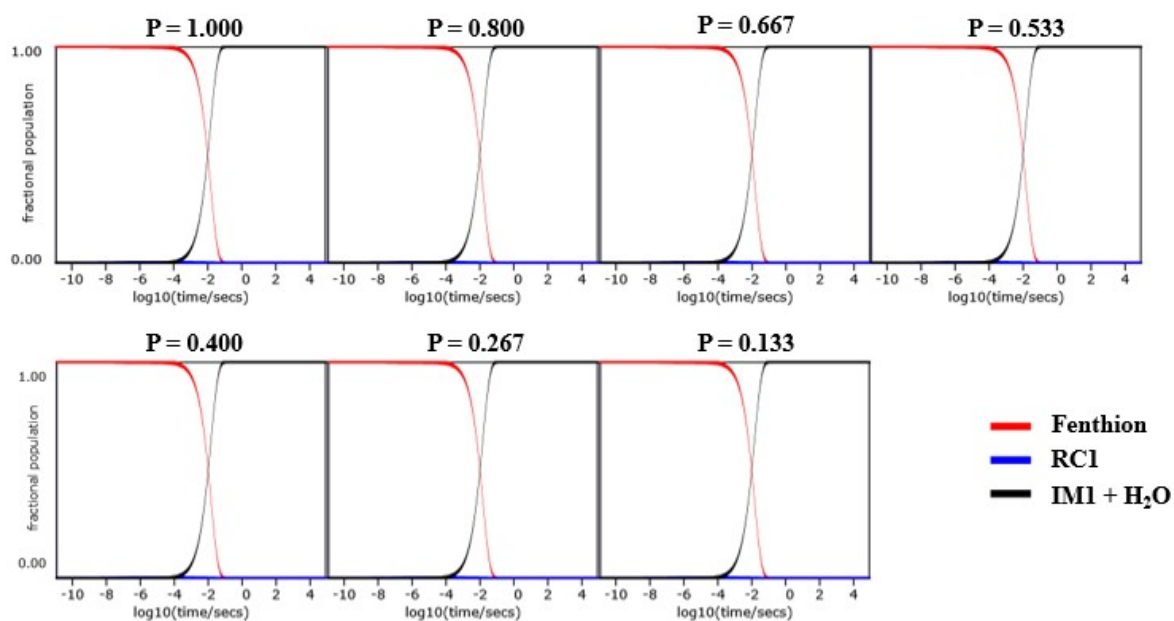 P = 1.000 P = 0.800 P = 0.667 P = 0.533
1.00
fractional population
0.00
-10 -8 -6 -4 -2 0 2 4 -10 -8 -6 -4 -2 0 2 4 -10 -8 -6 -4 -2 0 2 4 -10 -8 -6 -4 -2 0 2 4
log10(time/secs) log10(time/secs) log10(time/secs) log10(time/secs)
P = 0.400 P = 0.267 P = 0.133
1.00
fractional population
0.00
-10 -8 -6 -4 -2 0 2 4 -10 -8 -6 -4 -2 0 2 4 -10 -8 -6 -4 -2 0 2 4
log10(time/secs) log10(time/secs) log10(time/secs)
Fenthion
RC1
IM1 + H₂O